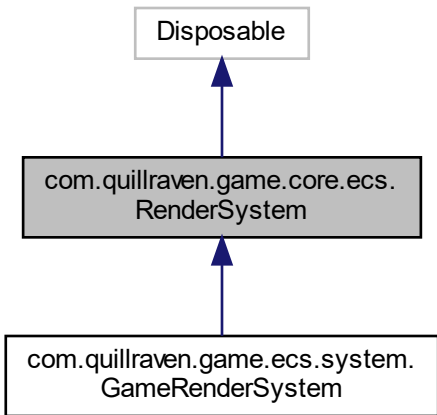 Disposable
com.quillraven.game.core.ecs.
RenderSystem
com.quillraven.game.ecs.system.
GameRenderSystem